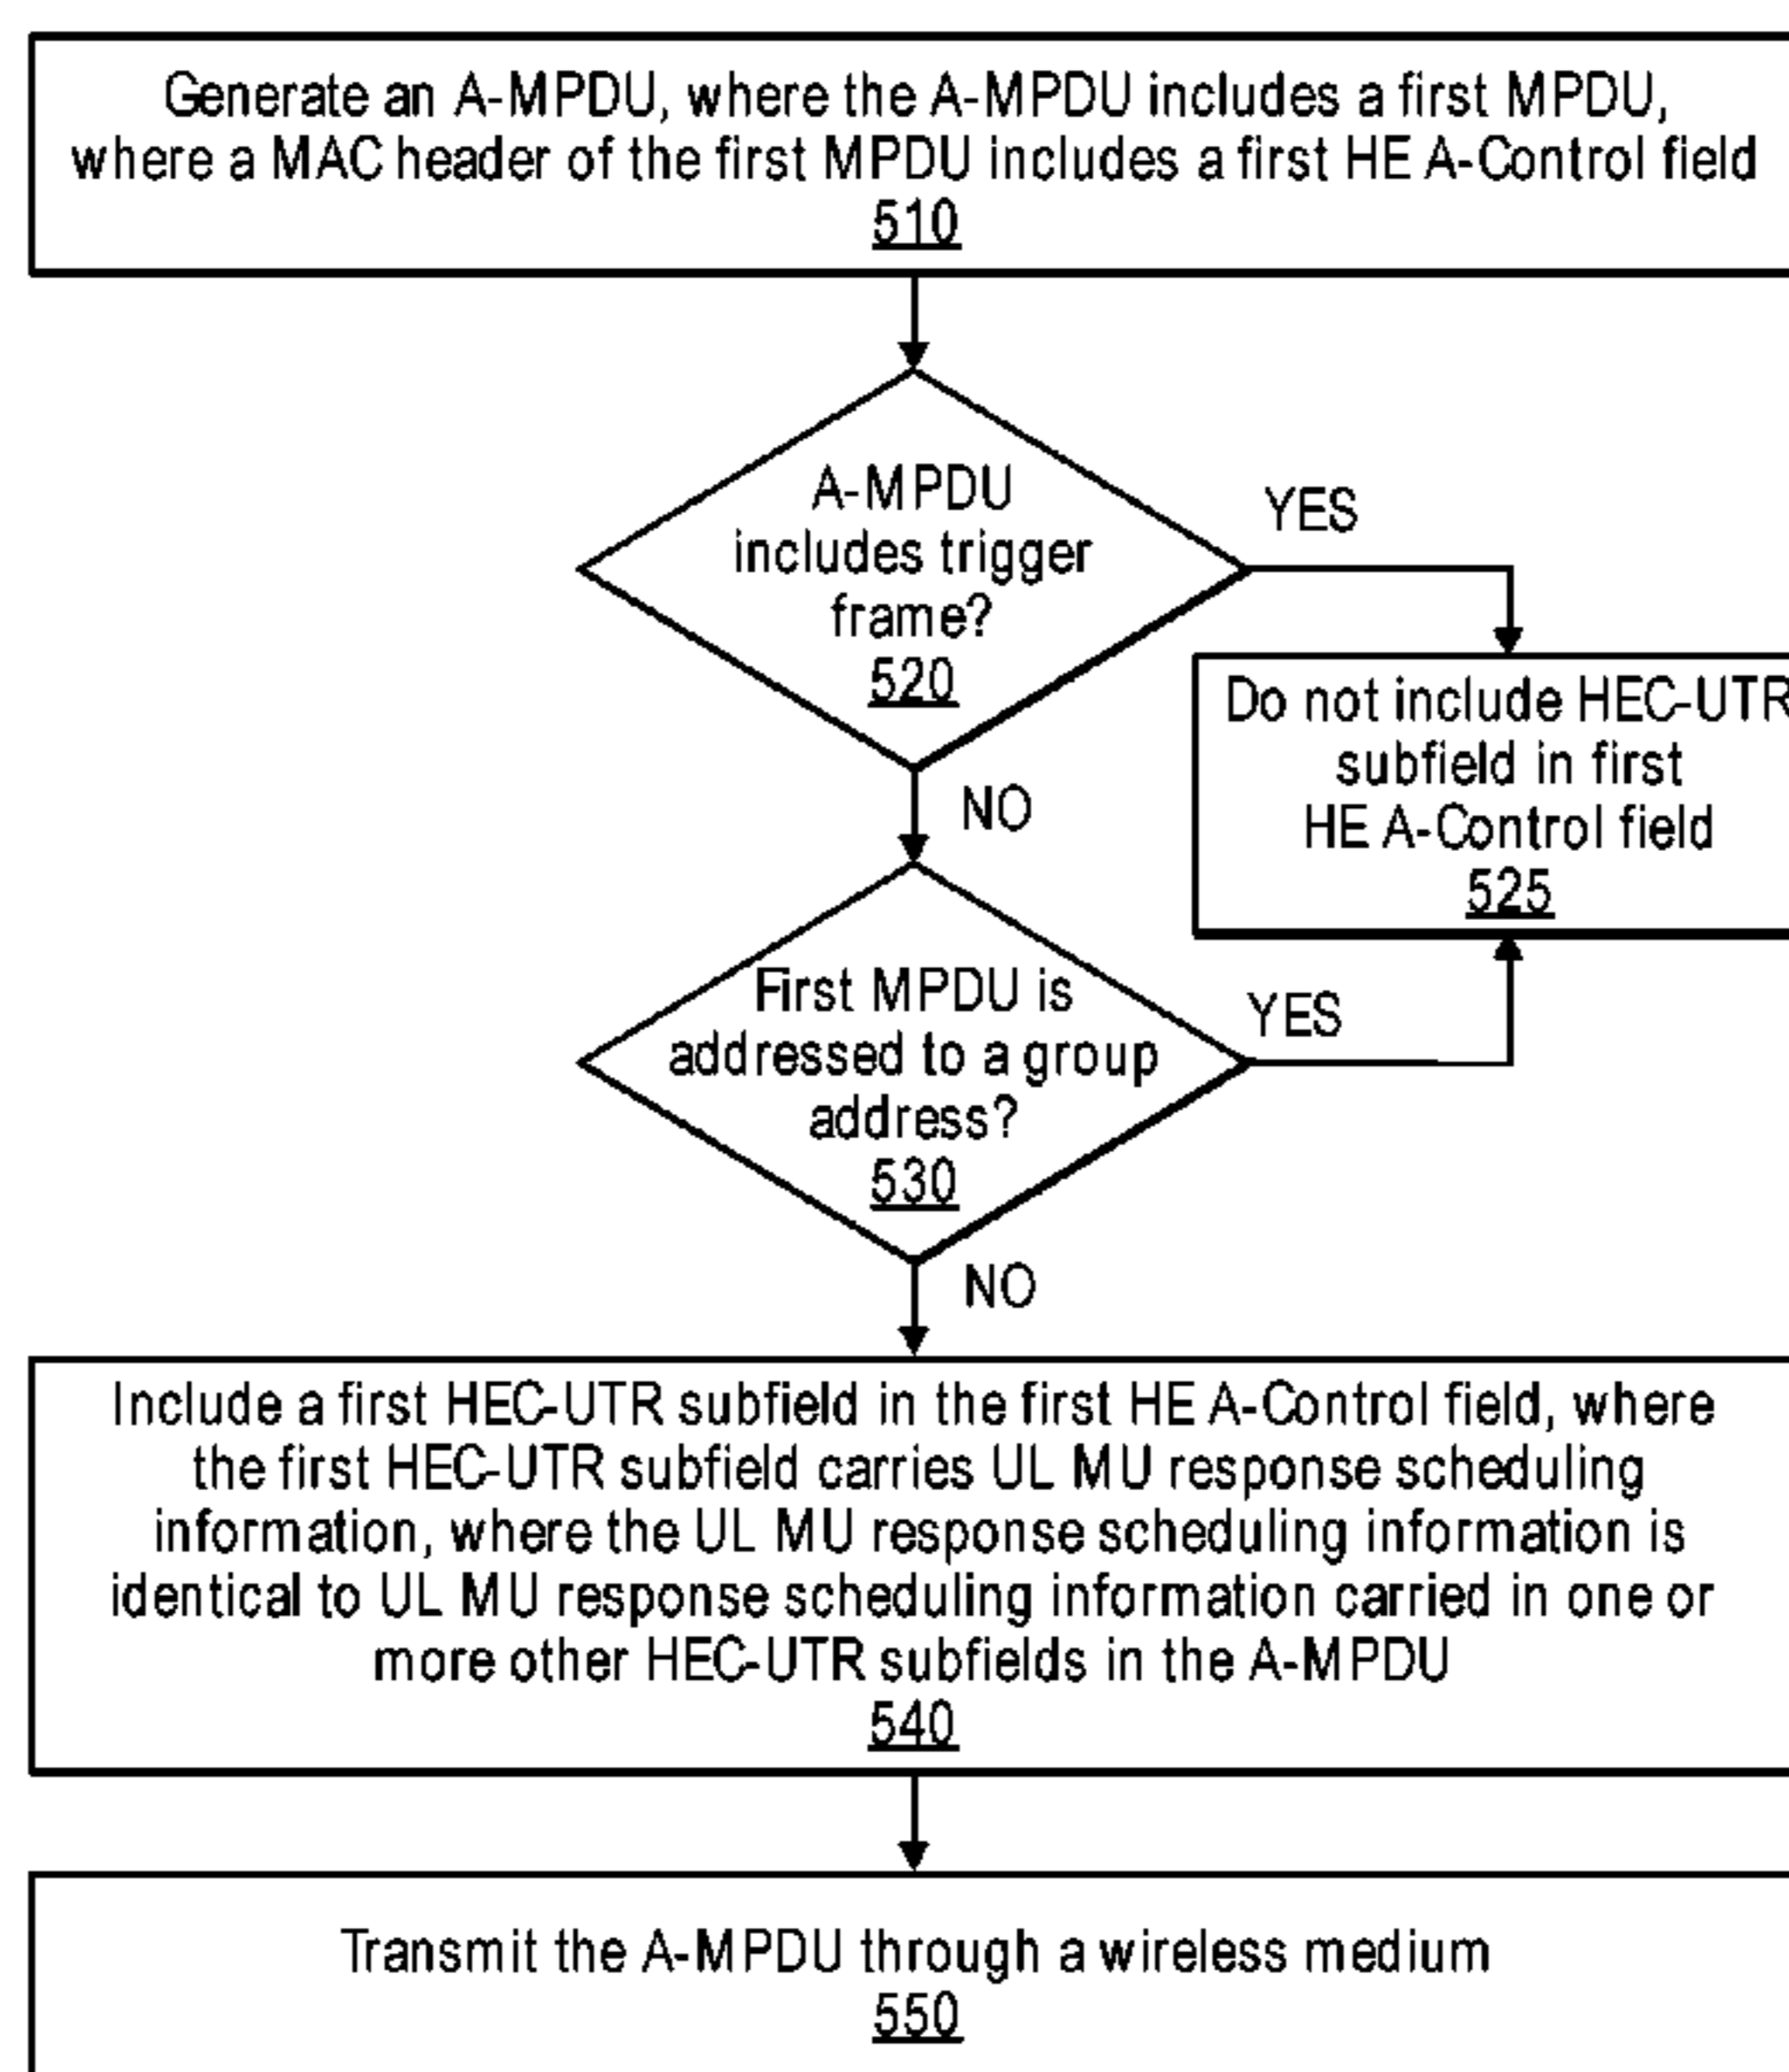 Generate an A-MPDU, where the A-MPDU includes a first MPDU,
where a MAC header of the first MPDU includes a first HE A-Control field
510
A-MPDU
includes trigger
frame?
520
YES
NO
Do not include HEC-UTR
subfield in first
HE A-Control field
525
First MPDU is
addressed to a group
address?
530
YES
NO
Include a first HEC-UTR subfield in the first HE A-Control field, where
the first HEC-UTR subfield carries UL MU response scheduling
information, where the UL MU response scheduling information is
identical to UL MU response scheduling information carried in one or
more other HEC-UTR subfields in the A-MPDU
540
Transmit the A-MPDU through a wireless medium
550